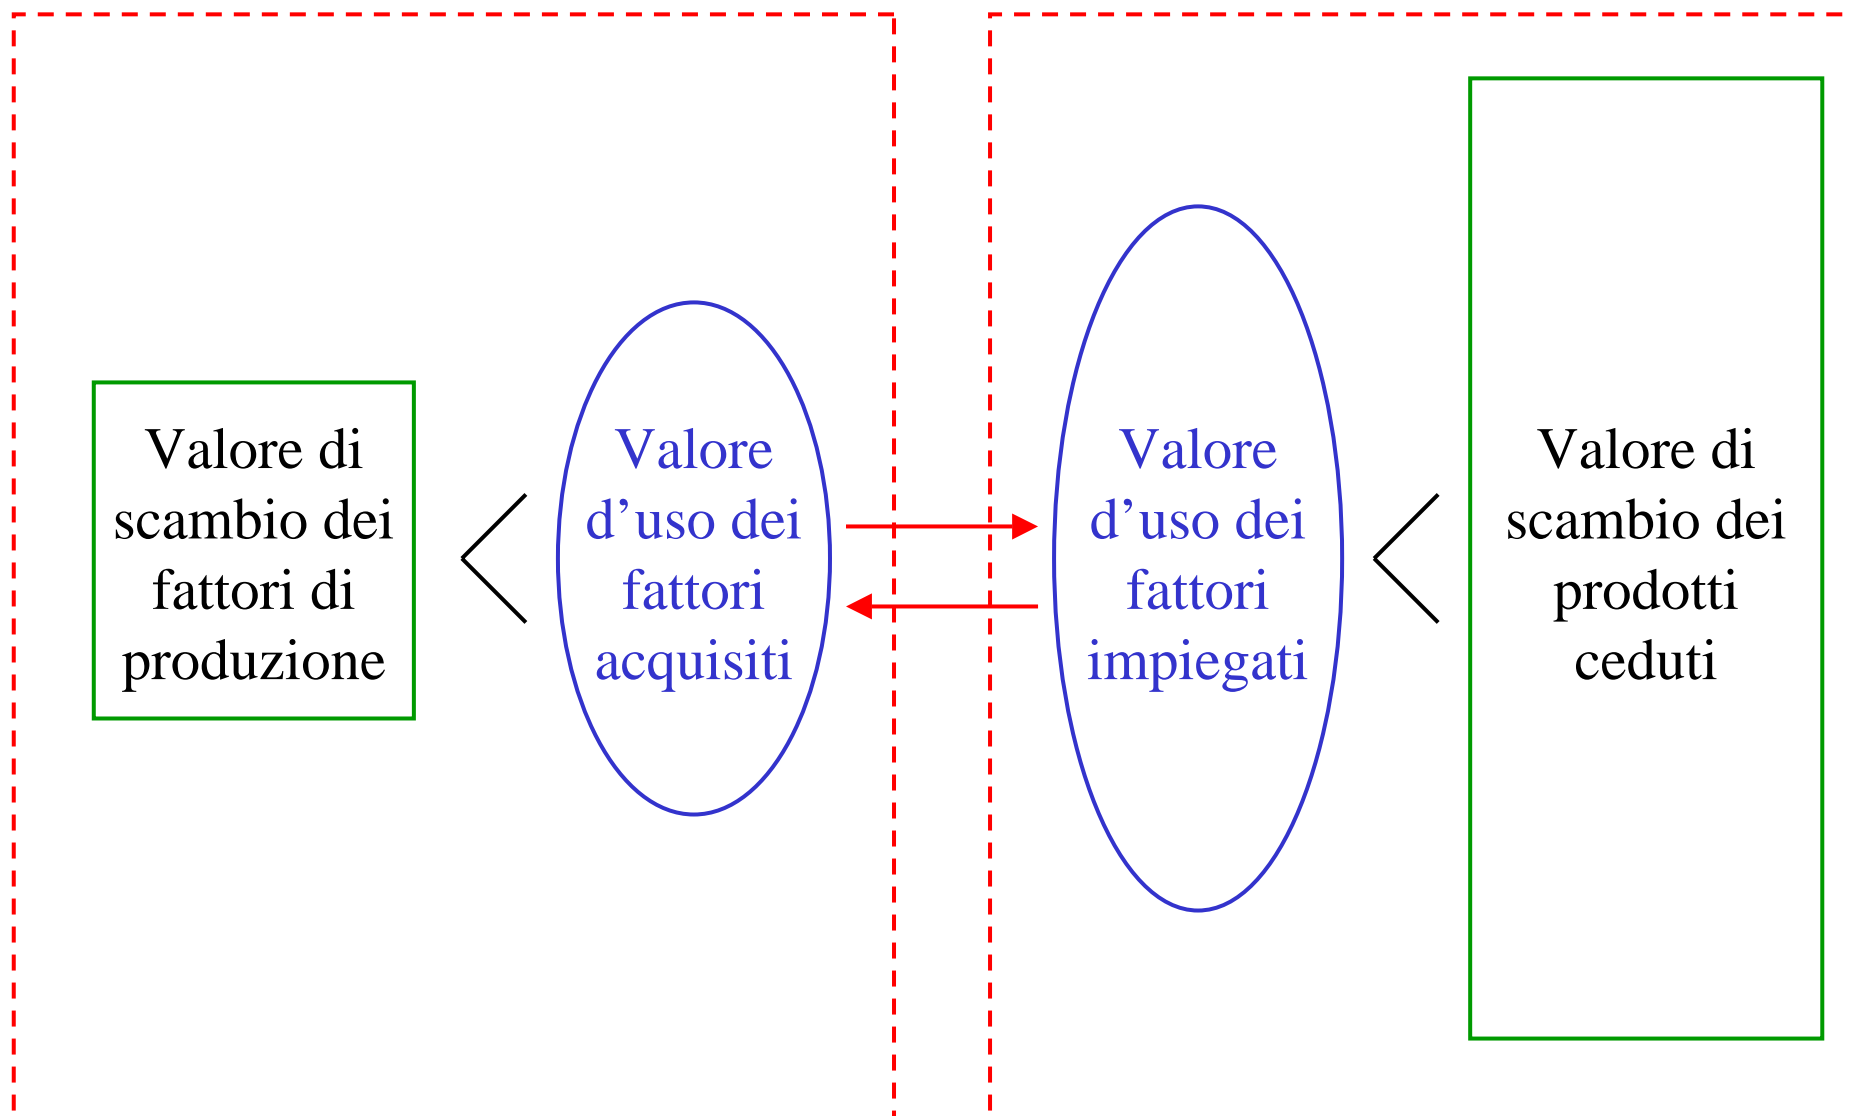 Valore di
scambio dei
fattori di
produzione
<
Valore
d’uso dei
fattori
acquisiti
Valore
d’uso dei
fattori
impiegati
<
Valore di
scambio dei
prodotti
ceduti